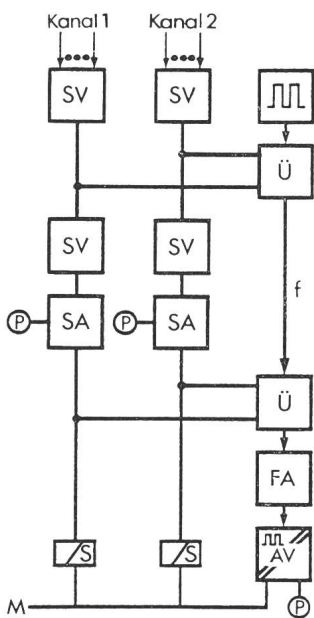 Kanal 1 Kanal 2
SV SV
Ü
SV SV
f
P SA P SA
Ü
FA
/S /S AV
M P